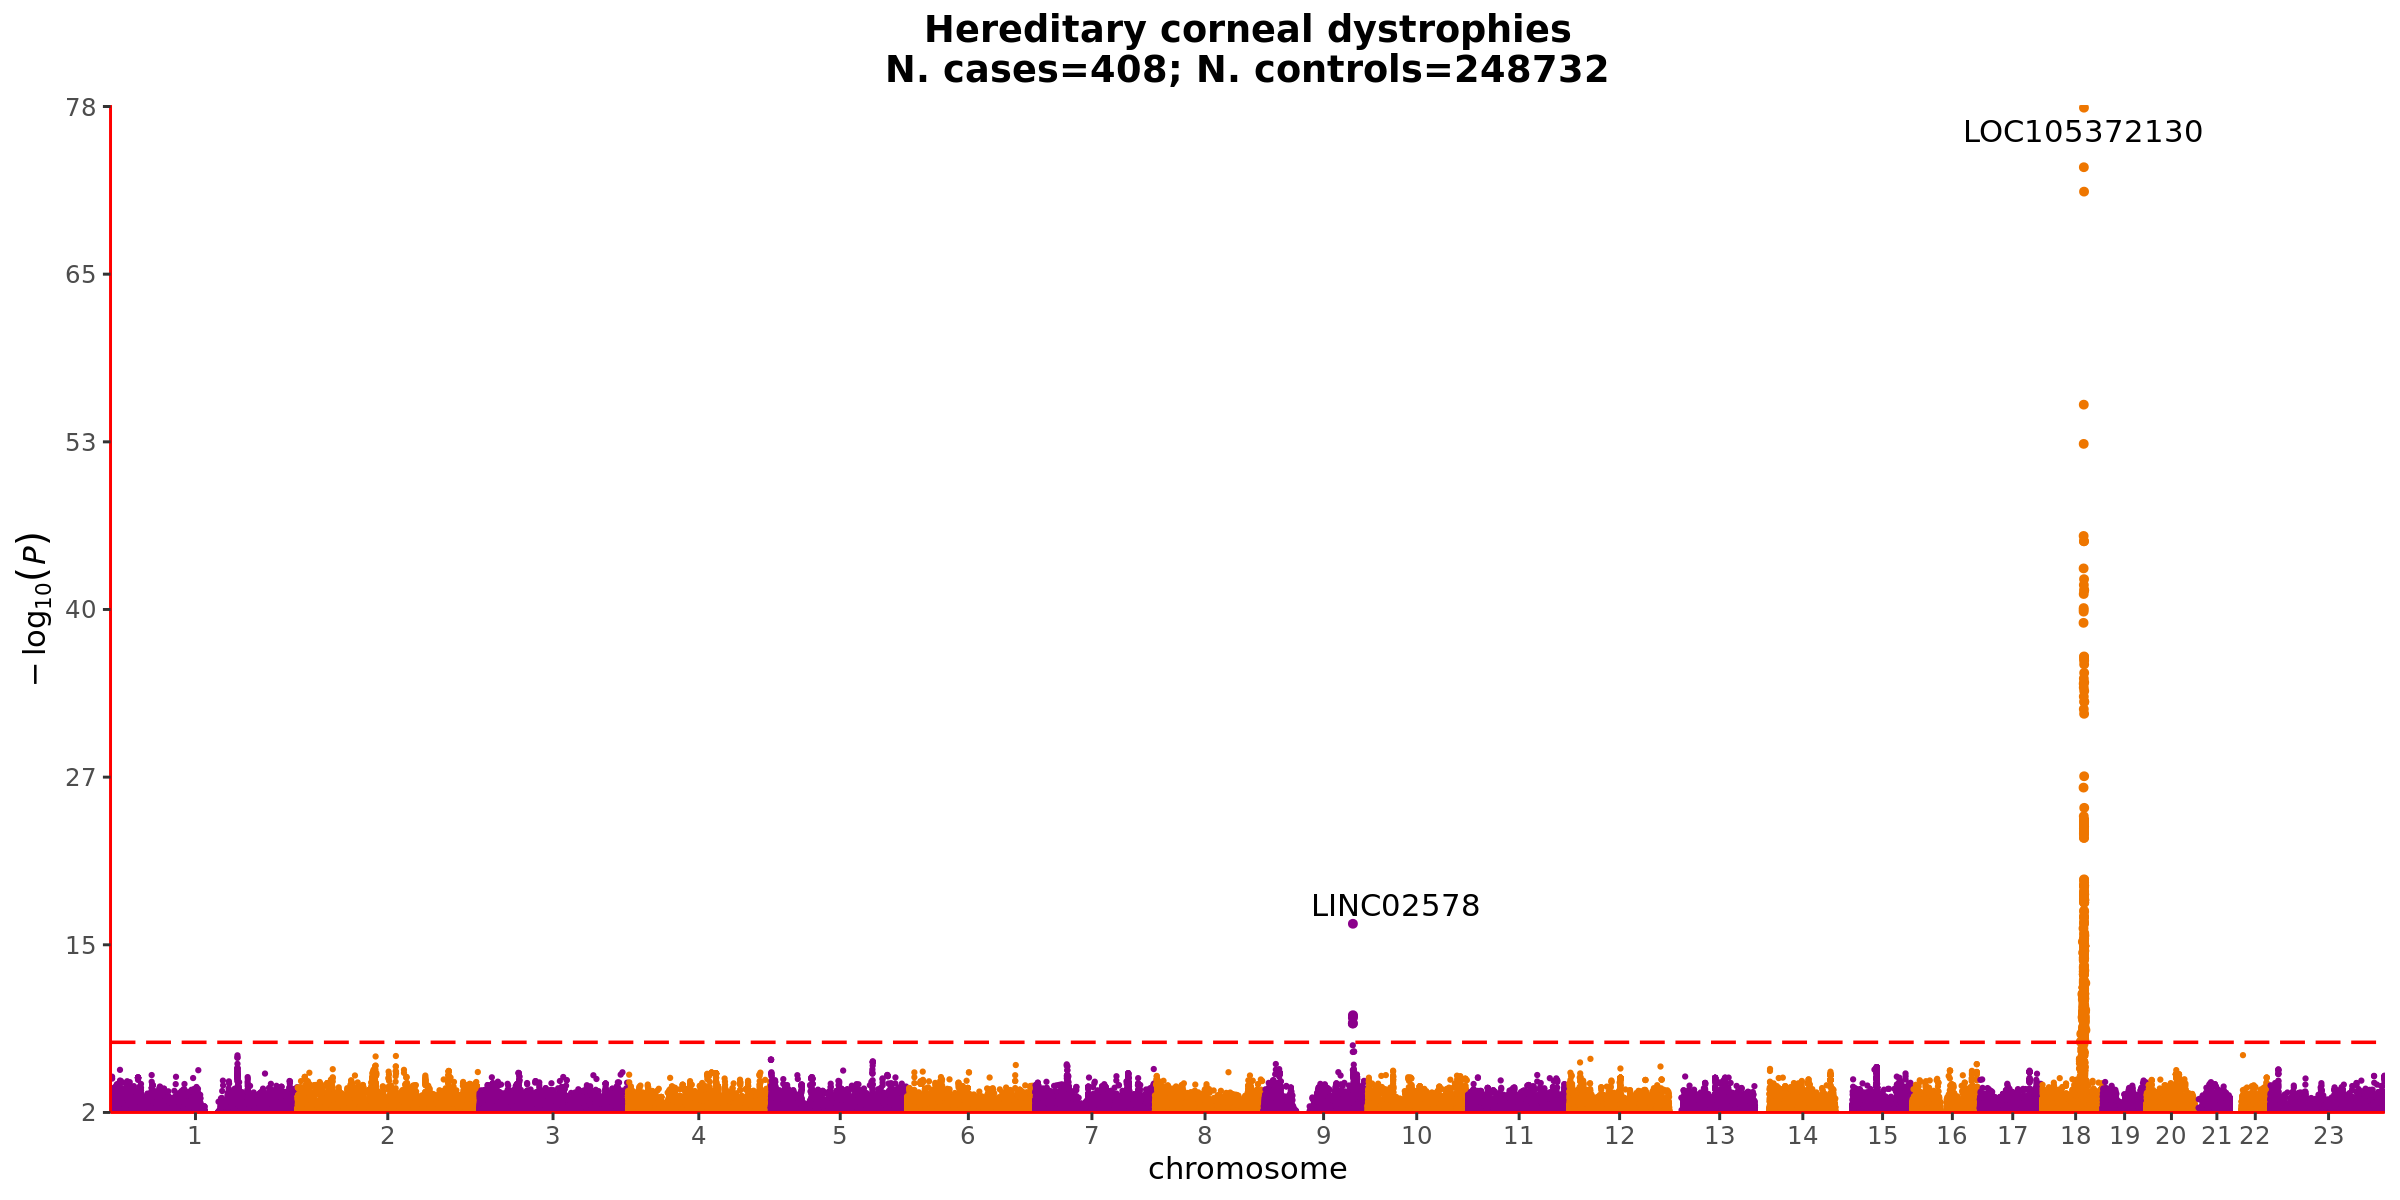 Hereditary corneal dystrophies
N. cases=408; N. controls=248732
78
65
53
40
27
15
2
− log10(P)
LOC105372130
LINC02578
1 2 3 4 5 6 7 8 9 10 11 12 13 14 15 16 17 18 19 20 21 22 23
chromosome